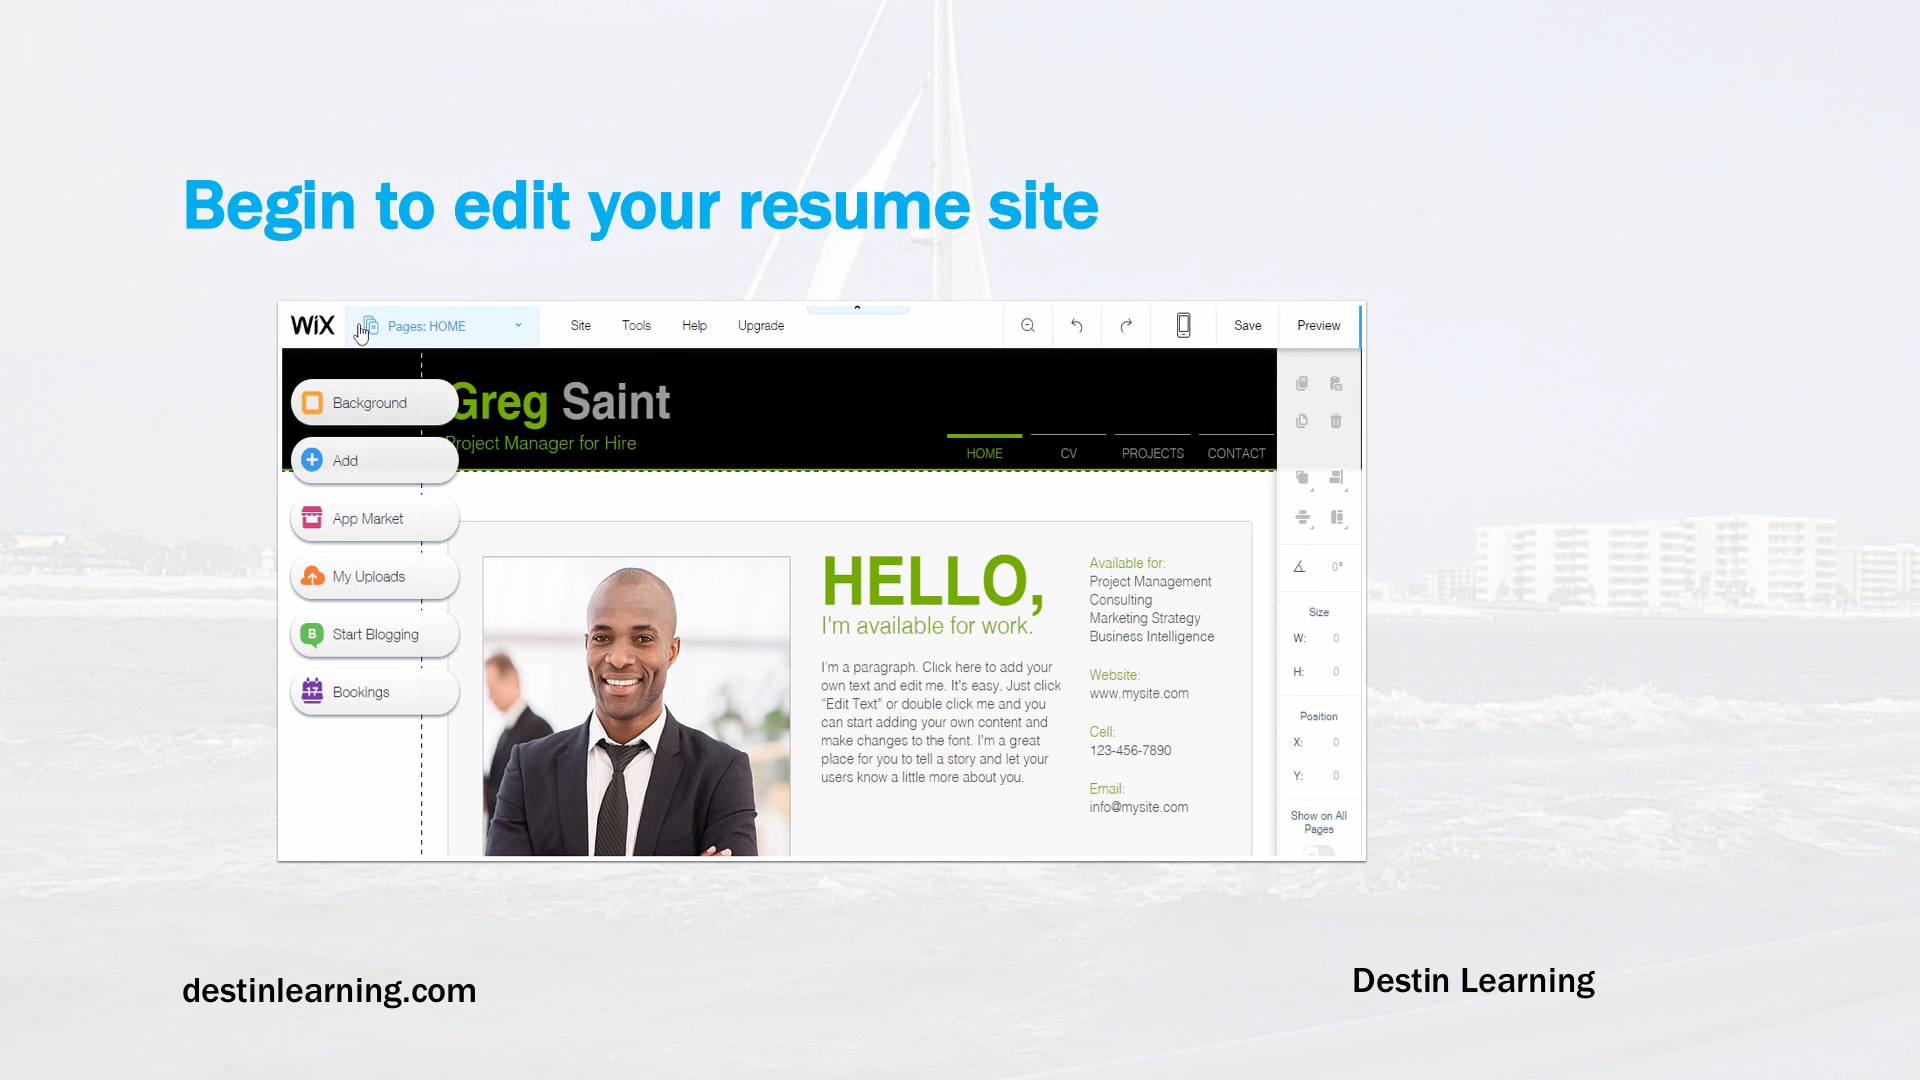 Begin to edit your resume site
WiX Pages: HOME Site Tools Help Upgrade Save Preview
Greg Saint
Project Manager for Hire
HOME CV PROJECTS CONTACT
Background
Add
App Market
My Uploads
B Start Blogging
17 Bookings
HELLO,
I'm available for work.
I'm a paragraph. Click here to add your
own text and edit me. It's easy. Just click
“Edit Text” or double click me and you
can start adding your own content and
make changes to the font. I'm a great
place for you to tell a story and let your
users know a little more about you.
Available for:
Project Management
Consulting
Marketing Strategy
Business Intelligence
Website:
www.mysite.com
Cell:
123-456-7890
Email:
info@mysite.com
0°
Size
W: 0
H: 0
Position
X: 0
Y: 0
Show on All
Pages
destinlearning.com
Destin Learning